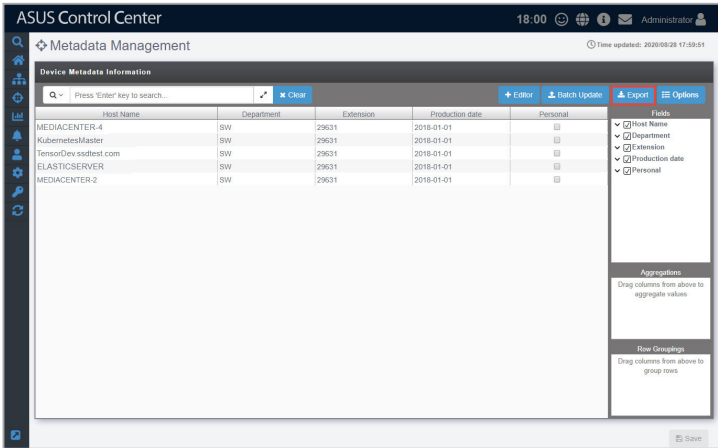 ASUS Control Center
18:00
Administrator
Metadata Management
Time updated: 2020/08/28 17:59:51
Device Metadata Information
Press 'Enter' key to search...
Clear
+ Editor
Batch Update
Export
Options
Host Name Department Extension Production date Personal
MEDIACENTER-4 SW 29631 2018-01-01
KubernetesMaster SW 29631 2018-01-01
TensorDev.ssdtest.com SW 29631 2018-01-01
ELASTICSERVER SW 29631 2018-01-01
MEDIACENTER-2 SW 29631 2018-01-01
Fields
Host Name
Department
Extension
Production date
Personal
Aggregations
Drag columns from above to
aggregate values
Row Groupings
Drag columns from above to
group rows
Save